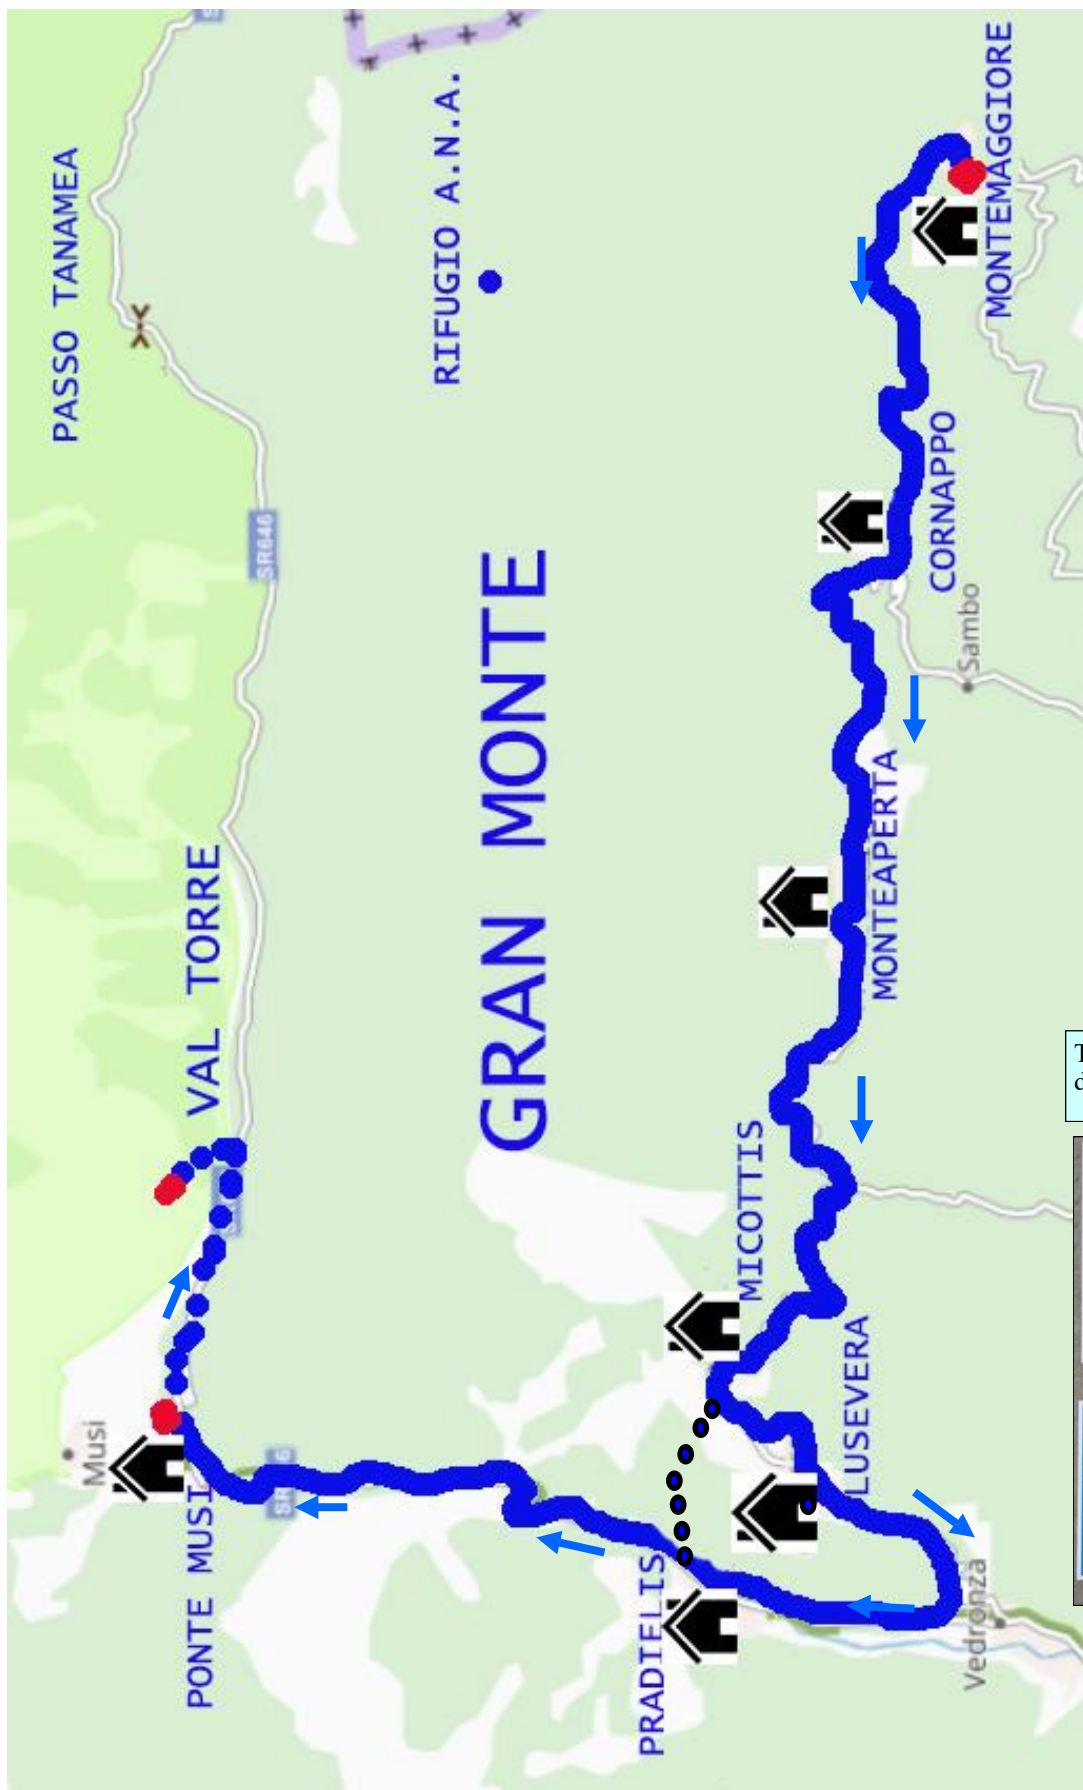 PASSO TANAMEA
RIFUGIO A.N.A.
MONTEMAGGIORE
SR646
CORNAPPO
Sambo
VAL TORRE
GRAN MONTE
MONTEAPERTA
MICOTTIS
LUSEVERA
Musi
PONTE MUSI
PRADIELIS
Vedronza